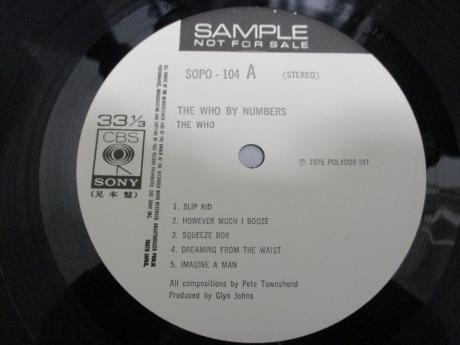 SAMPLE
NOT FOR SALE
SOPO - 104 A (STEREO)
THE WHO BY NUMBERS
THE WHO
33 1/3
CBS
SONY
(見本盤)
℗ 1975 POLYDOR INT.
1. SLIP KID
2. HOWEVER MUCH I BOOZE
3. SQUEEZE BOX
4. DREAMING FROM THE WAIST
5. IMAGINE A MAN
All compositions by Pete Townshend
Produced by Glyn Johns